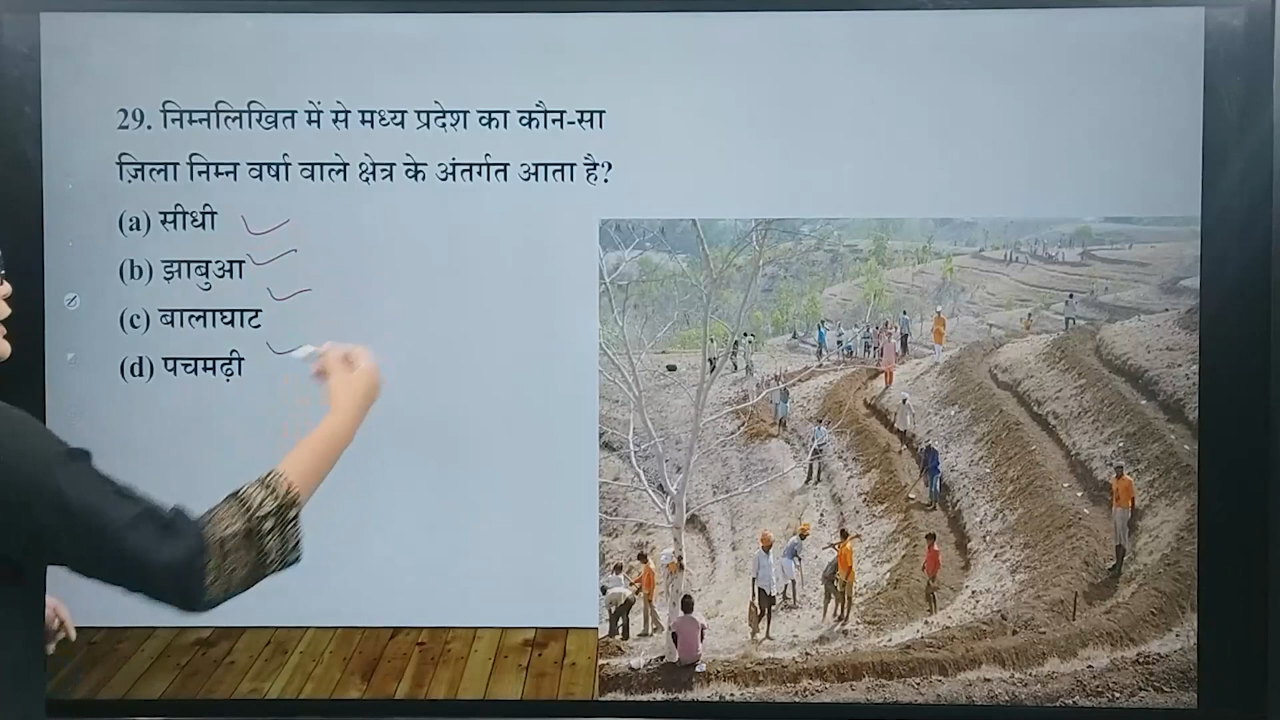 29. निम्नलिखित में से मध्य प्रदेश का कौन-सा
ज़िला निम्न वर्षा वाले क्षेत्र के अंतर्गत आता है?
(a) सीधी
(b) झाबुआ
(c) बालाघाट
(d) पचमढ़ी